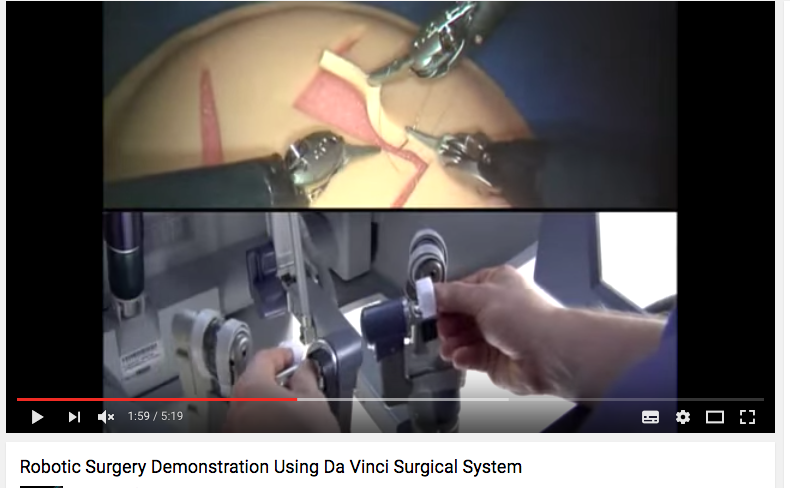 1:59 / 5:19
Robotic Surgery Demonstration Using Da Vinci Surgical System